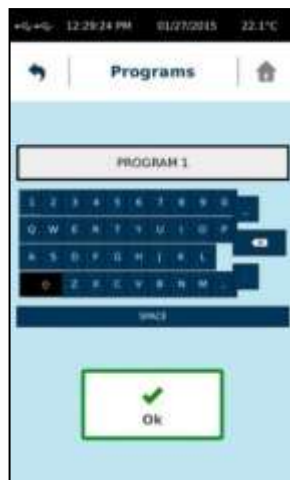 12:29:24 PM 01/27/2015 22.1°C
Programs
PROGRAM 1
1 2 3 4 5 6 7 8 9 0
Q W E R T Y U I O P
A S D F G H J K L
Z X C V B N M
SPACE
Ok